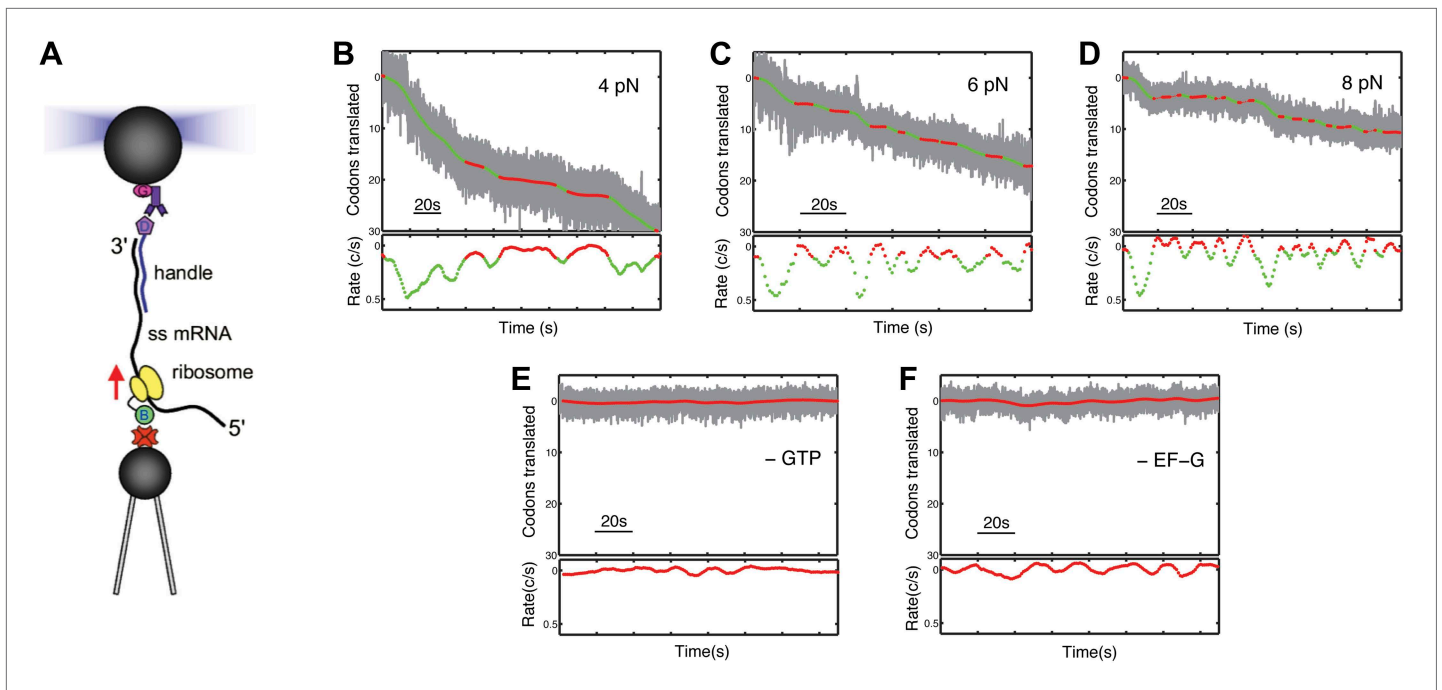 A
G
D
3'
handle
ss mRNA
ribosome
B
5'
B
4 pN
Codons translated
0
10
20
30
20s
Rate (c/s)
0
0.5
Time (s)
C
6 pN
Codons translated
0
10
20
30
20s
Rate (c/s)
0
0.5
Time (s)
D
8 pN
Codons translated
0
10
20
30
20s
Rate (c/s)
0
0.5
Time (s)
E
– GTP
Codons translated
0
10
20
30
20s
Rate(c/s)
0
0.5
Time(s)
F
– EF–G
Codons translated
0
10
20
30
20s
Rate(c/s)
0
0.5
Time(s)